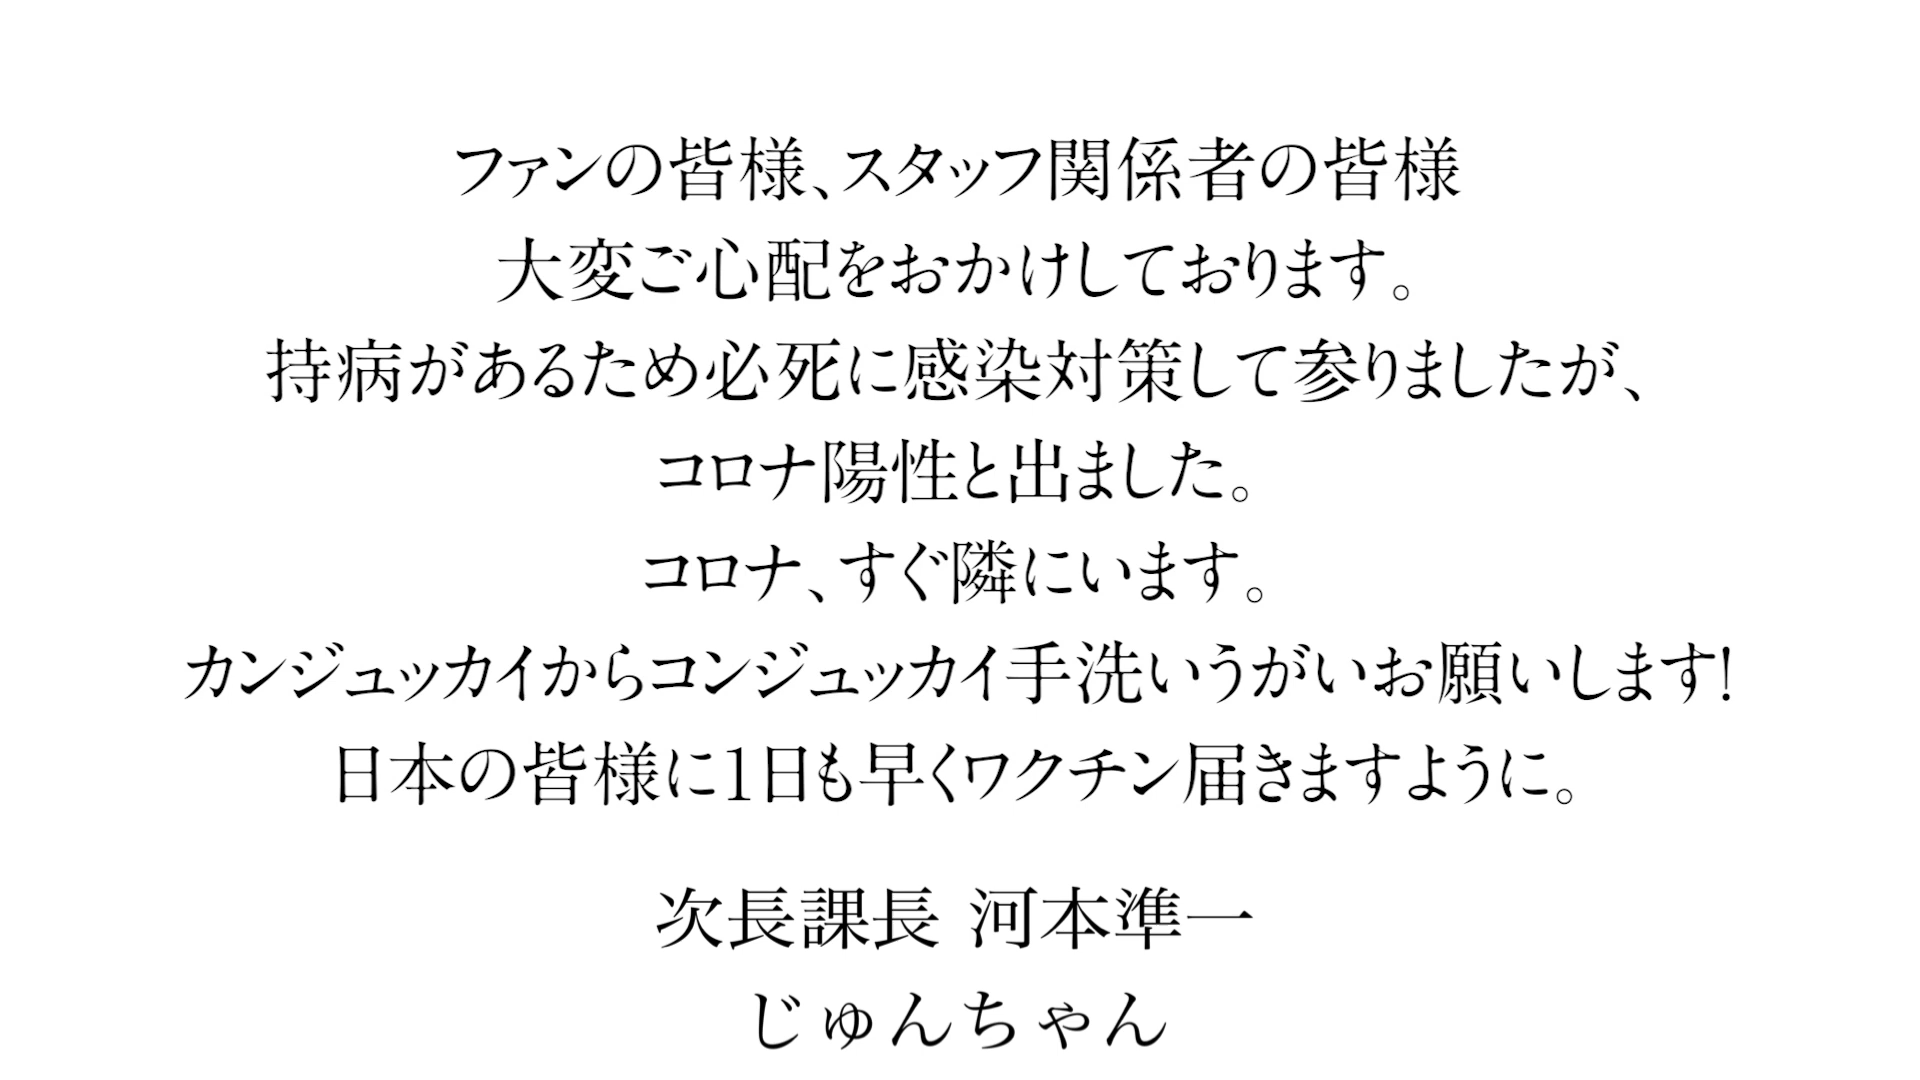 ファンの皆様、スタッフ関係者の皆様
大変ご心配をおかけしております。
持病があるため必死に感染対策して参りましたが、
コロナ陽性と出ました。
コロナ、すぐ隣にいます。
カンジュッカイからコンジュッカイ手洗いうがいお願いします!
日本の皆様に1日も早くワクチン届きますように。
次長課長 河本準一
じゅんちゃん